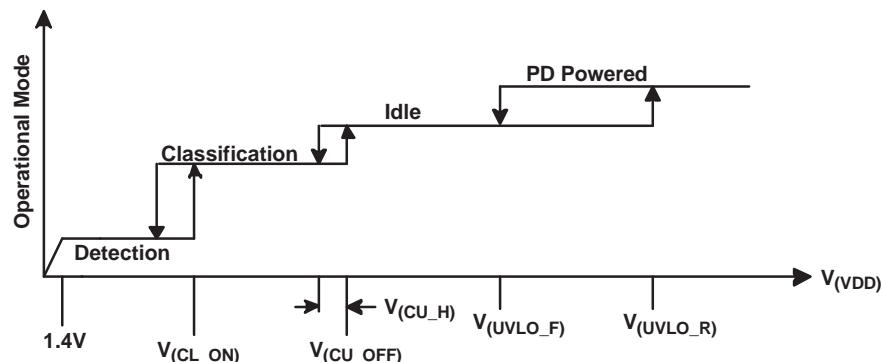 Operational Mode
PD Powered
Idle
Classification
Detection
V(VDD)
V(CU_H)
1.4V
V(CL_ON)
V(CU_OFF)
V(UVLO_F)
V(UVLO_R)